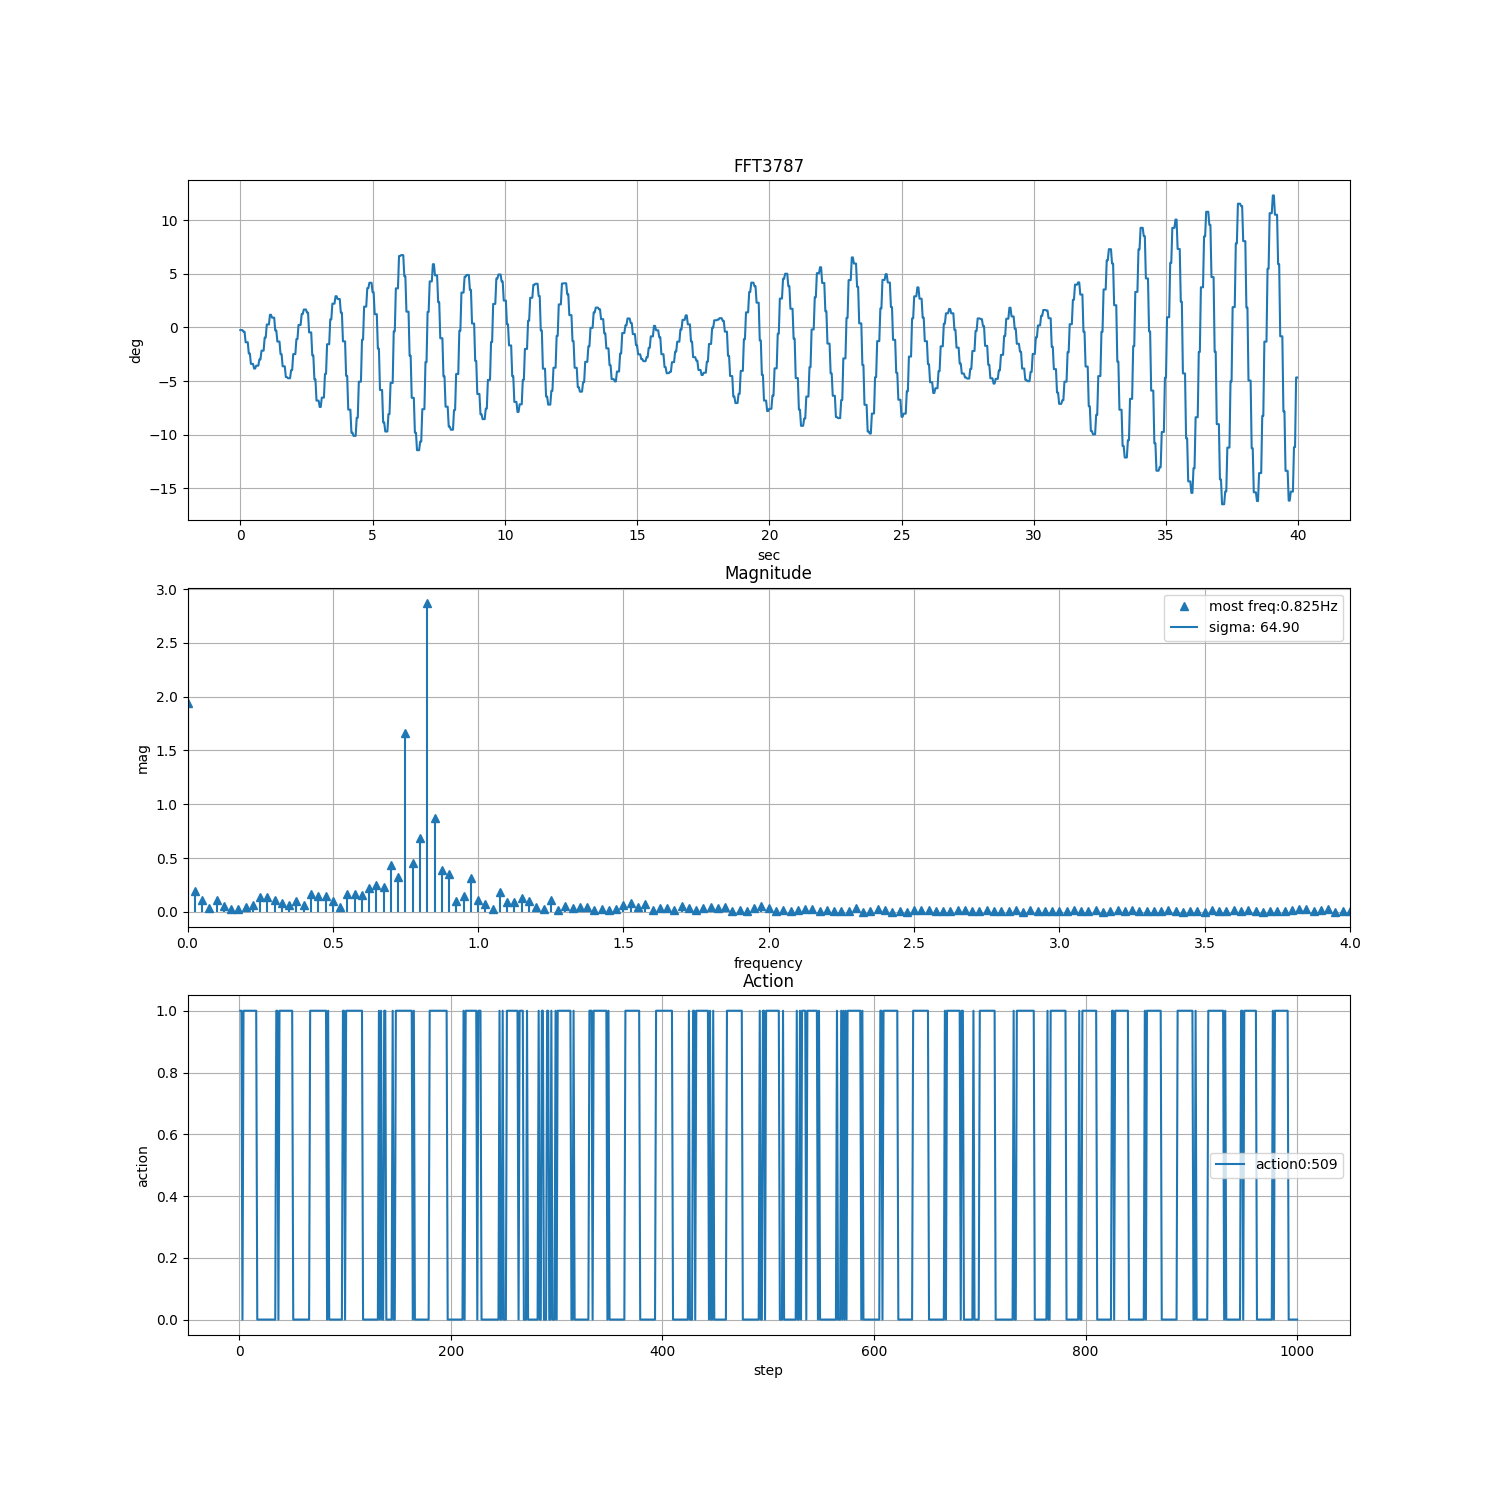 FFT3787
10
5
0
−5
−10
−15
deg
0 5 10 15 20 25 30 35 40
sec
Magnitude
3.0
2.5
2.0
1.5
1.0
0.5
0.0
mag
most freq:0.825Hz
sigma: 64.90
0.0 0.5 1.0 1.5 2.0 2.5 3.0 3.5 4.0
frequency
Action
1.0
0.8
0.6
0.4
0.2
0.0
action
action0:509
0 200 400 600 800 1000
step